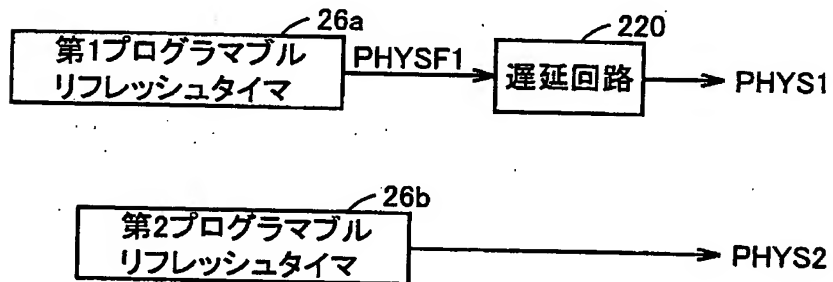 26a
220
第1プログラマブル
リフレッシュタイマ
PHYSF1
遅延回路
PHYS1
26b
第2プログラマブル
リフレッシュタイマ
PHYS2